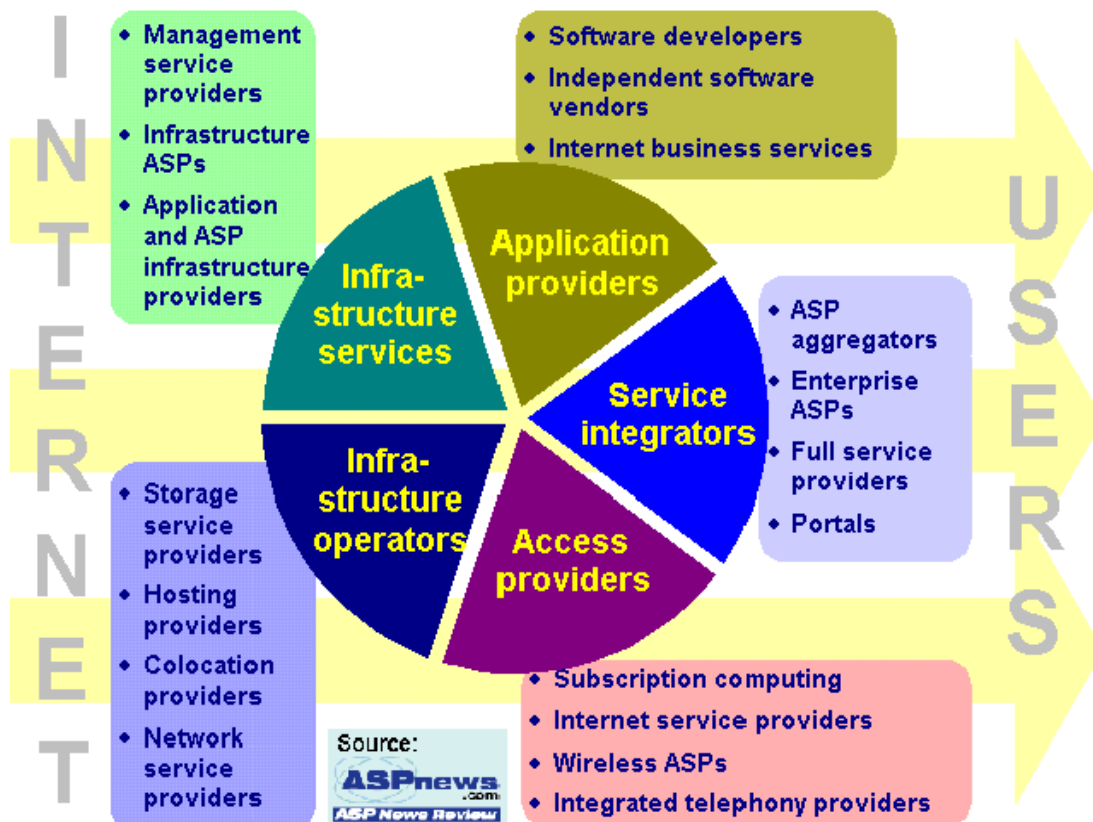 INTERNET
• Management
service
providers
• Infrastructure
ASPs
• Application
and ASP
infrastructure
providers
• Software developers
• Independent software
vendors
• Internet business services
Infra-
structure
services
Application
providers
Service
integrators
Access
providers
Infra-
structure
operators
• ASP
aggregators
• Enterprise
ASPs
• Full service
providers
• Portals
• Storage
service
providers
• Hosting
providers
• Colocation
providers
• Network
service
providers
• Subscription computing
• Internet service providers
• Wireless ASPs
• Integrated telephony providers
Source:
ASPnews
.com
ASP News Review
USERS